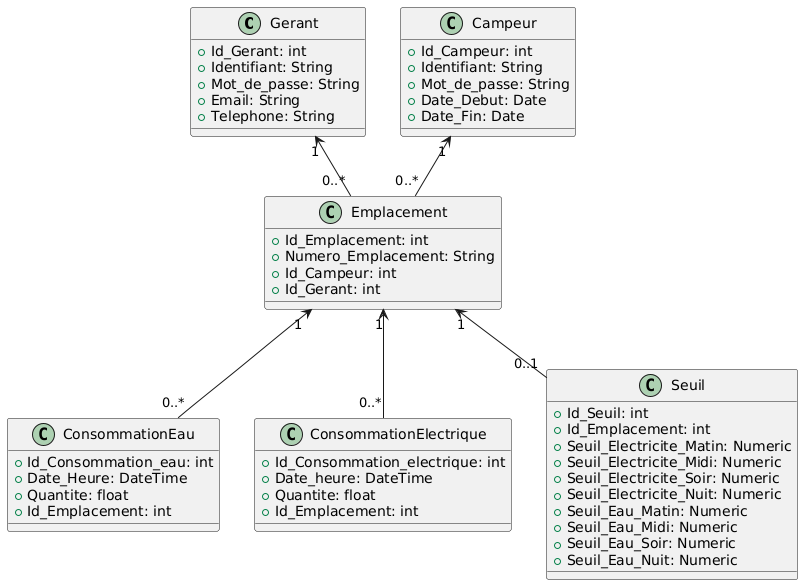 C Gerant
Id_Gerant: int
Identifiant: String
Mot_de_passe: String
Email: String
Telephone: String
C Campeur
Id_Campeur: int
Identifiant: String
Mot_de_passe: String
Date_Debut: Date
Date_Fin: Date
1
1
0..*
0..*
C Emplacement
Id_Emplacement: int
Numero_Emplacement: String
Id_Campeur: int
Id_Gerant: int
1
1
1
0..*
0..*
0..1
C ConsommationEau
Id_Consommation_eau: int
Date_Heure: DateTime
Quantite: float
Id_Emplacement: int
C ConsommationElectrique
Id_Consommation_electrique: int
Date_heure: DateTime
Quantite: float
Id_Emplacement: int
C Seuil
Id_Seuil: int
Id_Emplacement: int
Seuil_Electricite_Matin: Numeric
Seuil_Electricite_Midi: Numeric
Seuil_Electricite_Soir: Numeric
Seuil_Electricite_Nuit: Numeric
Seuil_Eau_Matin: Numeric
Seuil_Eau_Midi: Numeric
Seuil_Eau_Soir: Numeric
Seuil_Eau_Nuit: Numeric